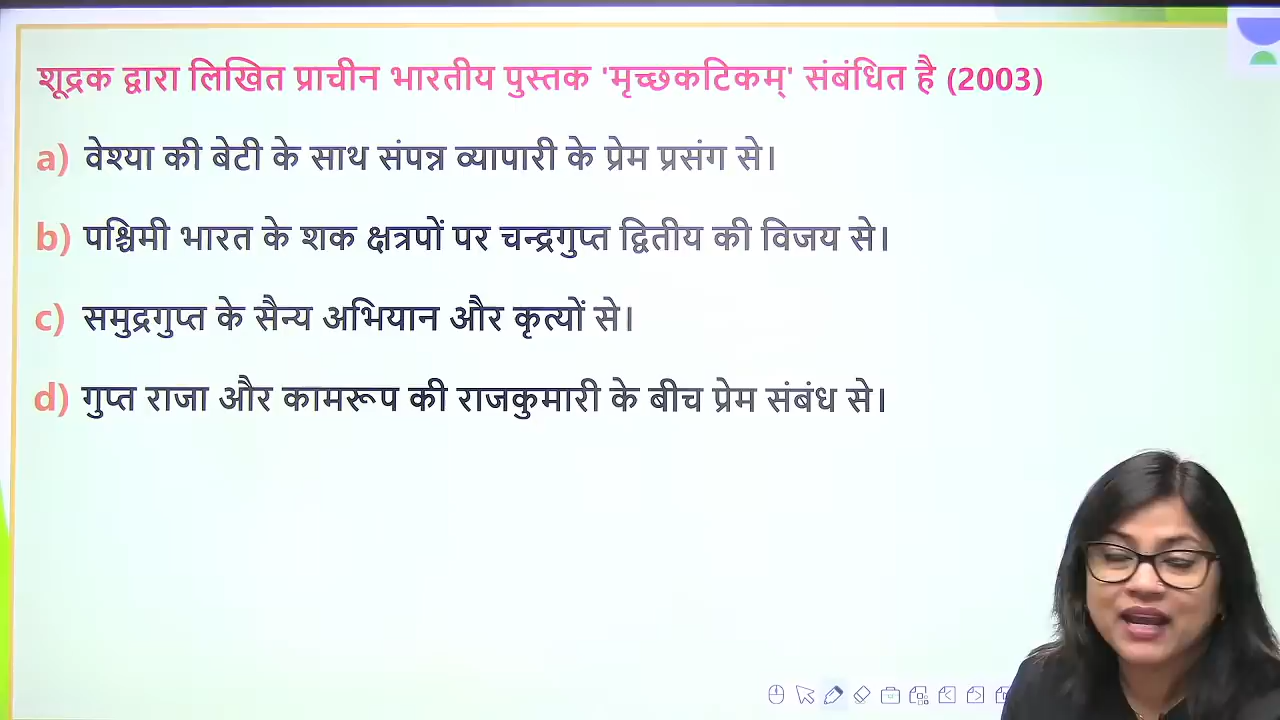 शूद्रक द्वारा लिखित प्राचीन भारतीय पुस्तक 'मृच्छकटिकम्' संबंधित है (2003)
a) वेश्या की बेटी के साथ संपन्न व्यापारी के प्रेम प्रसंग से।
b) पश्चिमी भारत के शक क्षत्रपों पर चन्द्रगुप्त द्वितीय की विजय से।
c) समुद्रगुप्त के सैन्य अभियान और कृत्यों से।
d) गुप्त राजा और कामरूप की राजकुमारी के बीच प्रेम संबंध से।